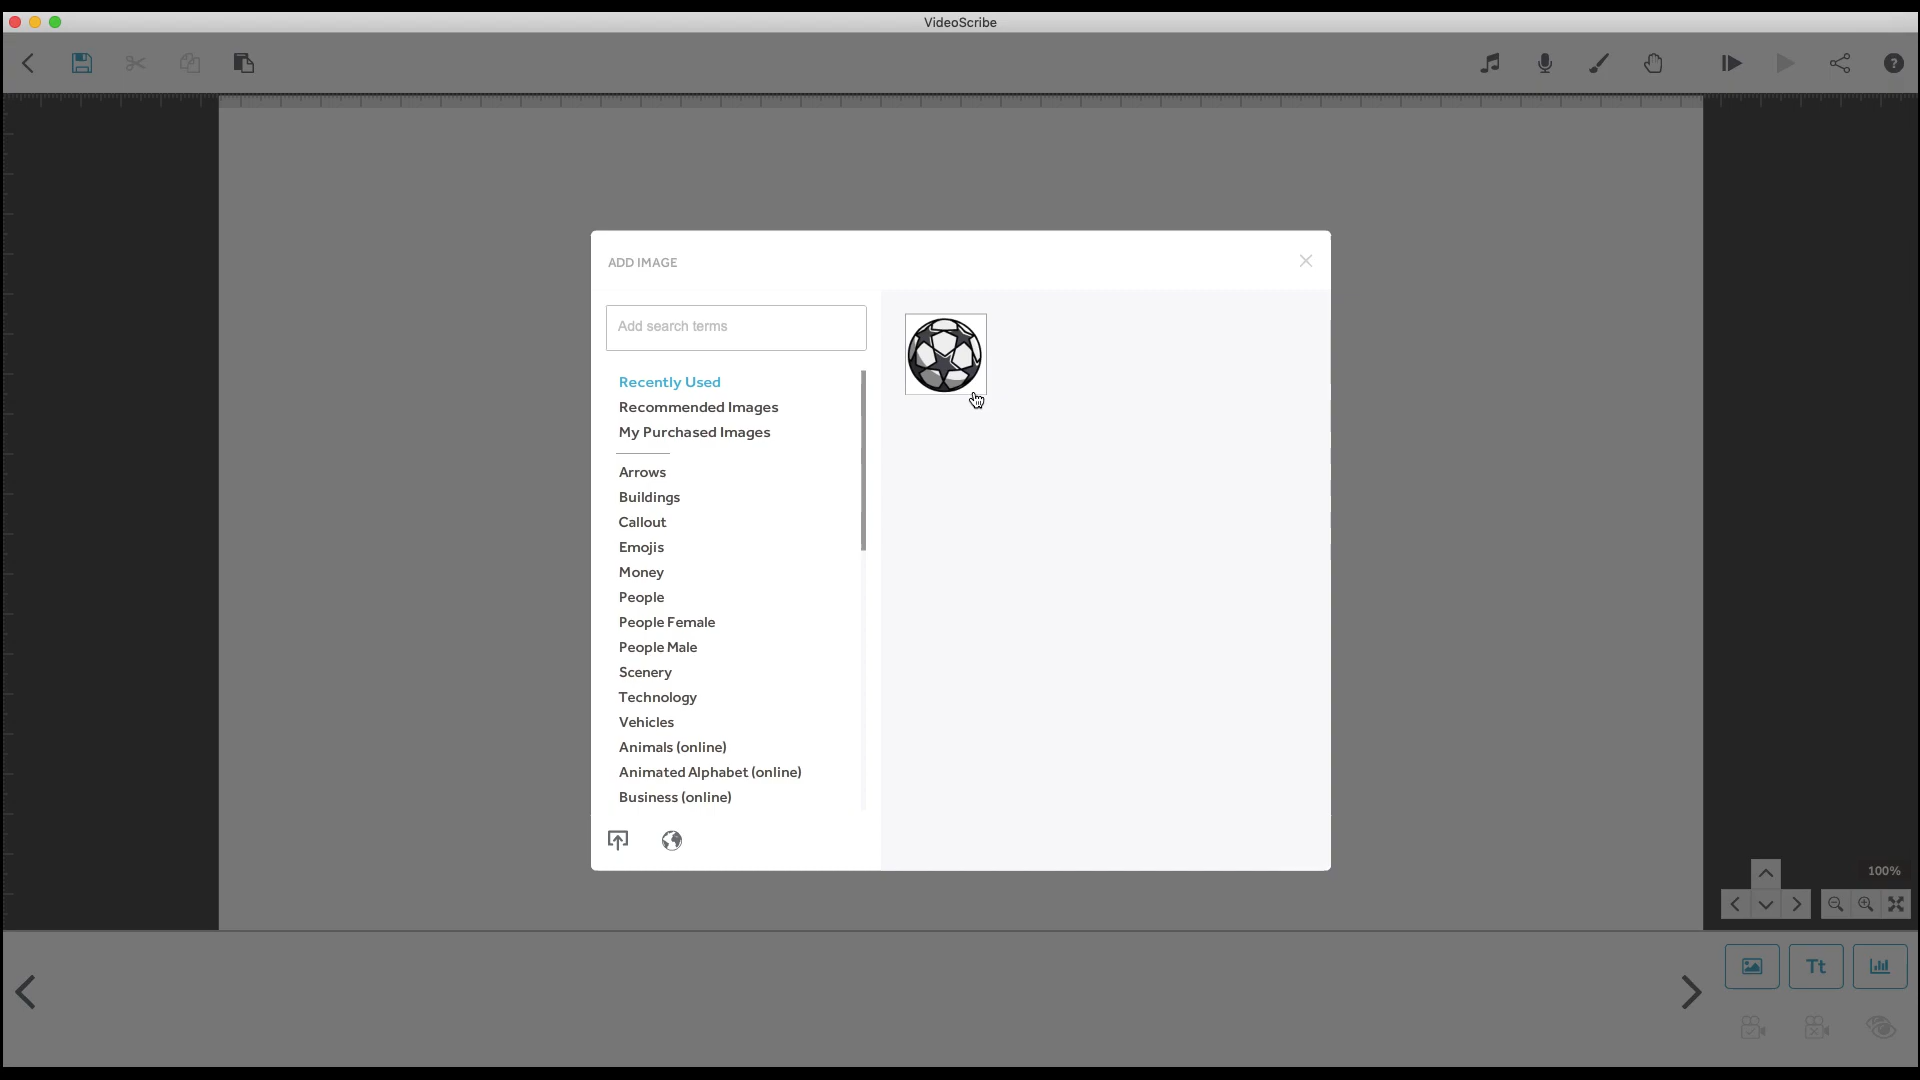 VideoScribe
ADD IMAGE
Add search terms
Recently Used
Recommended Images
My Purchased Images
Arrows
Buildings
Callout
Emojis
Money
People
People Female
People Male
Scenery
Technology
Vehicles
Animals (online)
Animated Alphabet (online)
Business (online)
100%
Tt